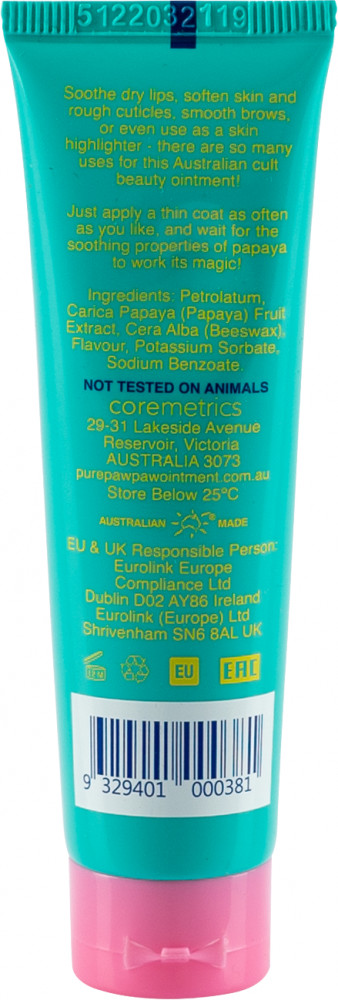 5122032119
Soothe dry lips, soften skin and
rough cuticles, smooth brows,
or even use as a skin
highlighter - there are so many
uses for this Australian cult
beauty ointment!
Just apply a thin coat as often
as you like, and wait for the
soothing properties of papaya
to work its magic!
Ingredients: Petrolatum,
Carica Papaya (Papaya) Fruit
Extract, Cera Alba (Beeswax),
Flavour, Potassium Sorbate,
Sodium Benzoate.
NOT TESTED ON ANIMALS
coremetrics
29-31 Lakeside Avenue
Reservoir, Victoria
AUSTRALIA 3073
purepawpawointment.com.au
Store Below 25ºC
AUSTRALIAN MADE
EU & UK Responsible Person:
Eurolink Europe
Compliance Ltd
Dublin D02 AY86 Ireland
Eurolink (Europe) Ltd
Shrivenham SN6 8AL UK
12 M EU EAC
9 329401 000381